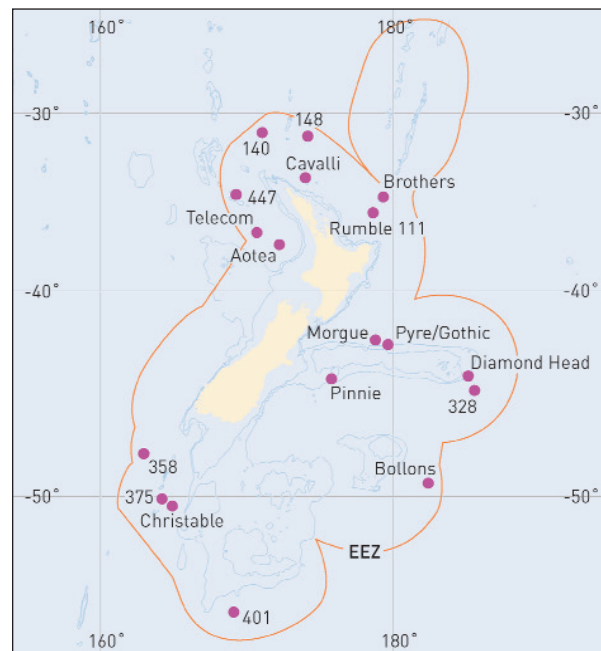 160°
180°
-30°
148
-30°
140
Cavalli
Brothers
447
Telecom
Rumble 111
Aotea
-40°
-40°
Morgue
Pyre/Gothic
Diamond Head
Pinnie
328
358
Bollons
375
-50°
-50°
Christable
EEZ
401
160°
180°